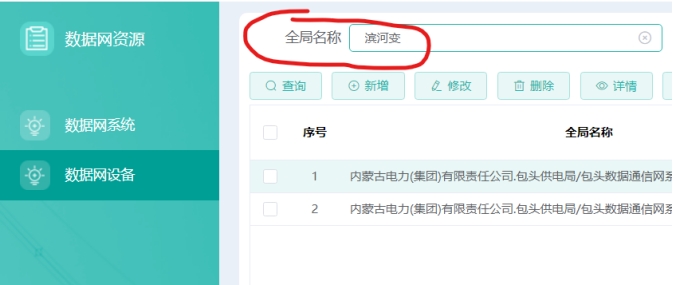 数据网资源
数据网系统
数据网设备
全局名称 滨河变
查询 新增 修改 删除 详情
序号 全局名称
1 内蒙古电力(集团)有限责任公司.包头供电局/包头数据通信网系
2 内蒙古电力(集团)有限责任公司.包头供电局/包头数据通信网系